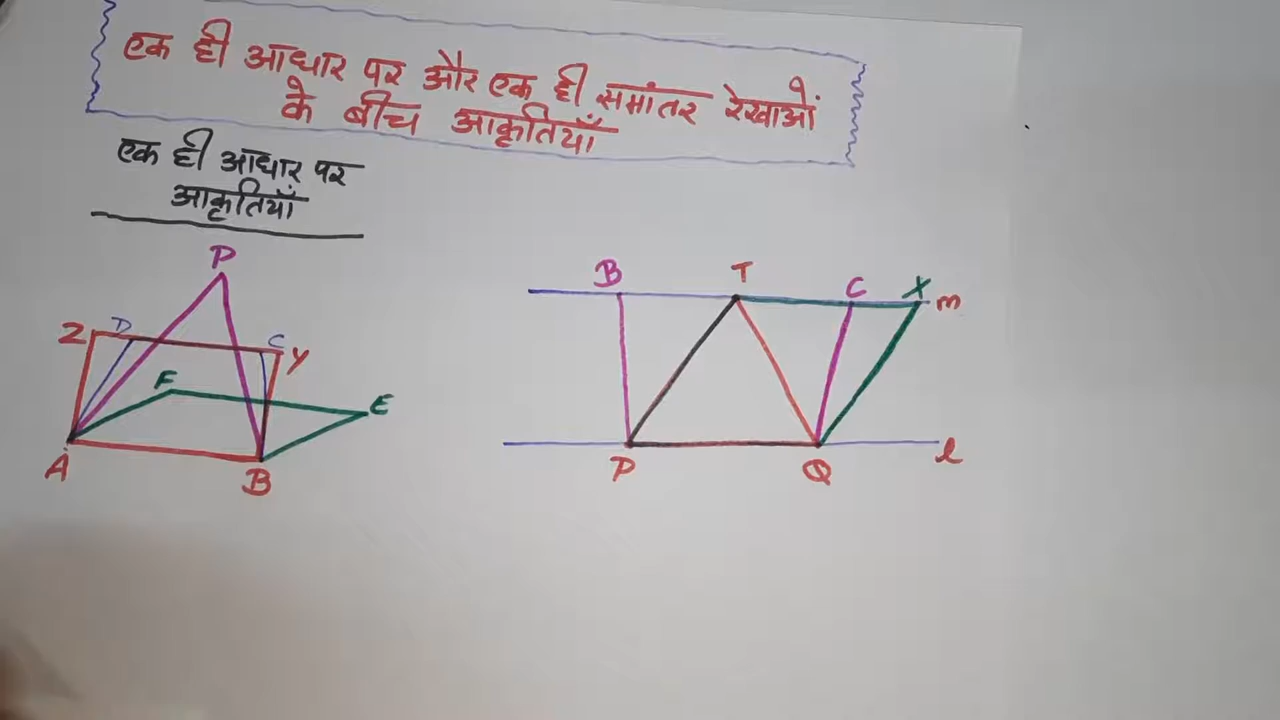 एक ही आधार पर और एक ही समांतर रेखाओं
के बीच आकृतियाँ
एक ही आधार पर
आकृतियाँ
P
Z D C Y
F E
A B
B T C X m
P Q l